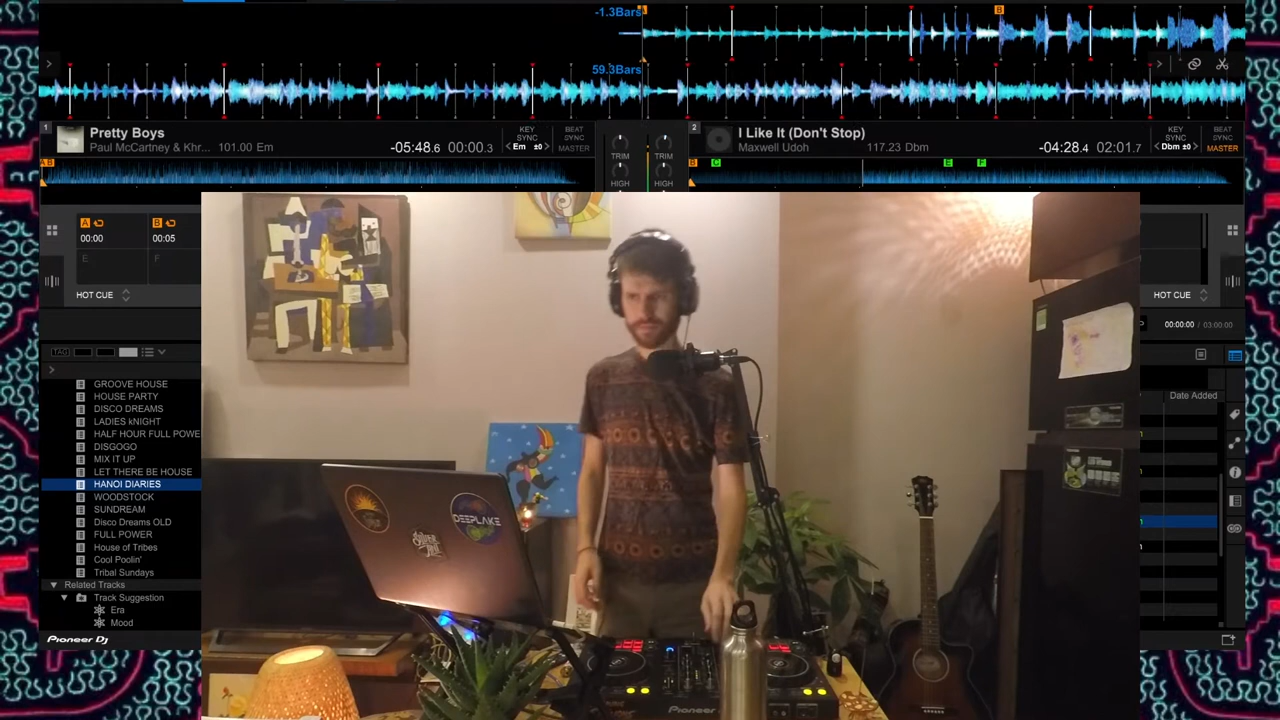 -1.3Bars
59.3Bars
1
Pretty Boys
Paul McCartney & Khr...
101.00 Em
-05:48.6 00:00.3
KEY SYNC
Em ±0
BEAT SYNC
MASTER
TRIM
TRIM
HIGH
HIGH
2
I Like It (Don't Stop)
Maxwell Udoh
117.23 Dbm
-04:28.4 02:01.7
KEY SYNC
Dbm ±0
BEAT SYNC
MASTER
A B
B
C
E
F
A
00:00
B
00:05
E
F
HOT CUE
HOT CUE
00:00:00 / 03:00:00
TAG
Date Added
GROOVE HOUSE
HOUSE PARTY
DISCO DREAMS
LADIES kNIGHT
HALF HOUR FULL POWE
DISGOGO
MIX IT UP
LET THERE BE HOUSE
HANOI DIARIES
WOODSTOCK
SUNDREAM
Disco Dreams OLD
FULL POWER
House of Tribes
Cool Poolin'
Tribal Sundays
Related Tracks
Track Suggestion
Era
Mood
Pioneer Dj
DEEPLAKE
Pioneer